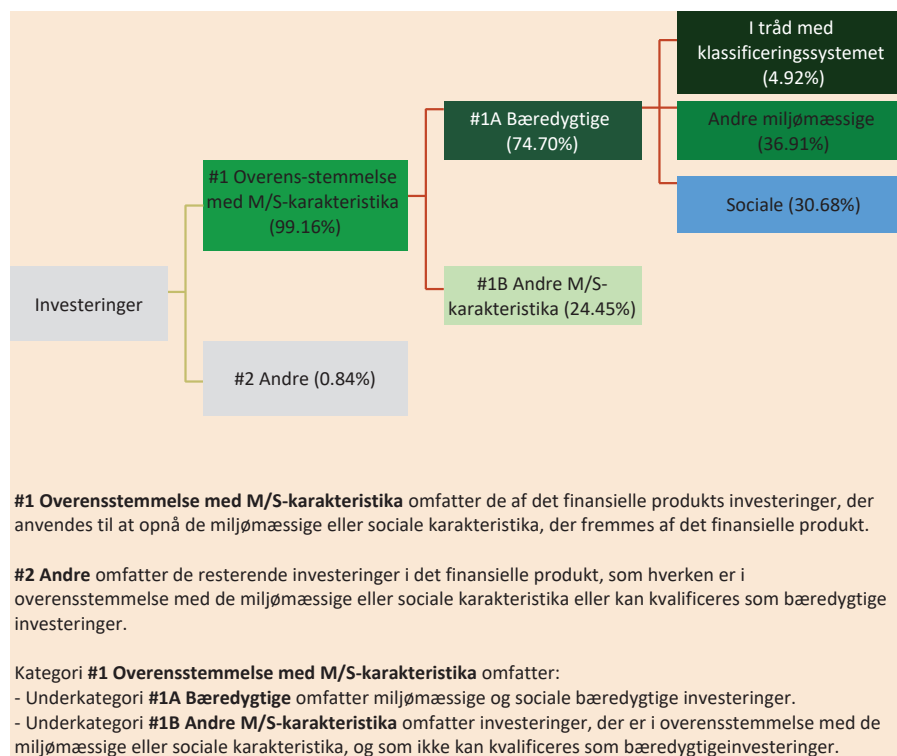 I tråd med
klassificeringssystemet
(4.92%)
#1A Bæredygtige
(74.70%)
Andre miljømæssige
(36.91%)
#1 Overens-stemmelse
med M/S-karakteristika
(99.16%)
Sociale (30.68%)
Investeringer
#1B Andre M/S-
karakteristika (24.45%)
#2 Andre (0.84%)
#1 Overensstemmelse med M/S-karakteristika omfatter de af det finansielle produkts investeringer, der
anvendes til at opnå de miljømæssige eller sociale karakteristika, der fremmes af det finansielle produkt.
#2 Andre omfatter de resterende investeringer i det finansielle produkt, som hverken er i
overensstemmelse med de miljømæssige eller sociale karakteristika eller kan kvalificeres som bæredygtige
investeringer.
Kategori #1 Overensstemmelse med M/S-karakteristika omfatter:
- Underkategori #1A Bæredygtige omfatter miljømæssige og sociale bæredygtige investeringer.
- Underkategori #1B Andre M/S-karakteristika omfatter investeringer, der er i overensstemmelse med de
miljømæssige eller sociale karakteristika, og som ikke kan kvalificeres som bæredygtigeinvesteringer.